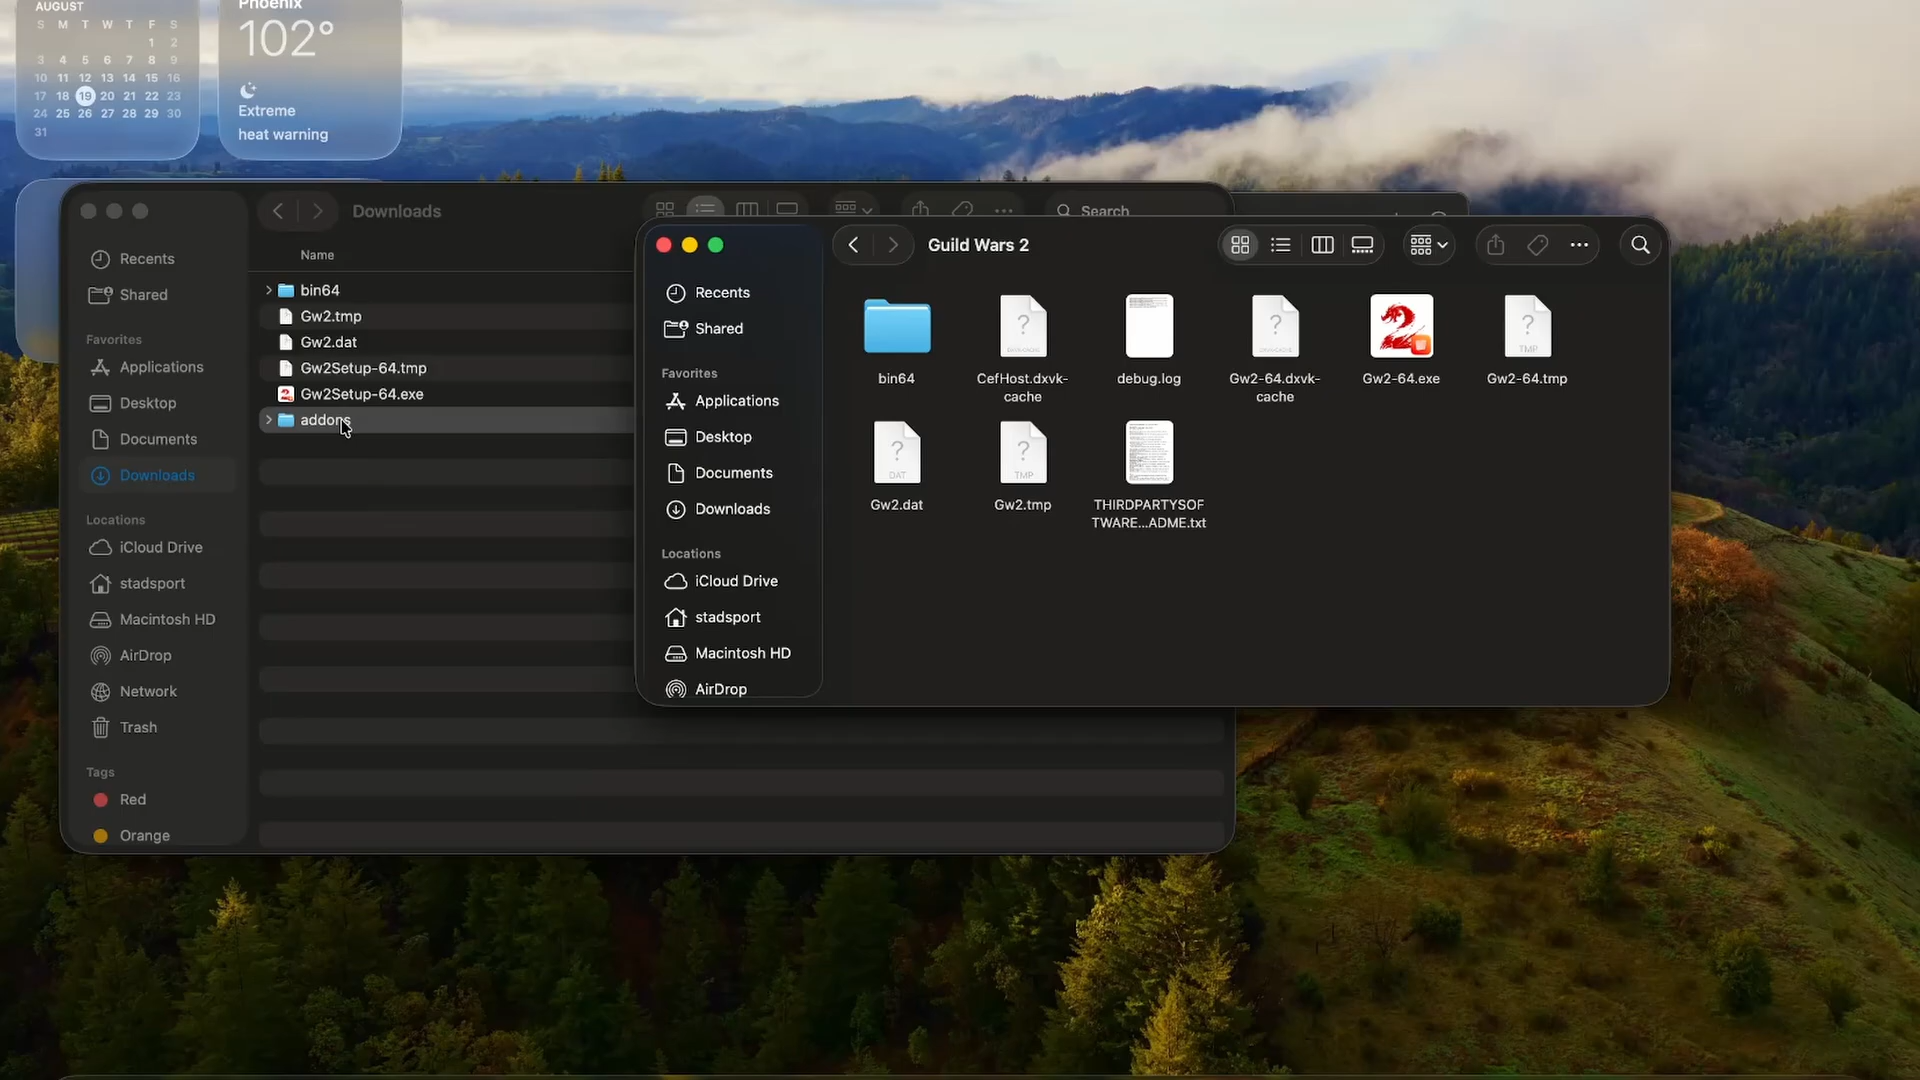 AUGUST
S M T W T F S
1 2
3 4 5 6 7 8 9
10 11 12 13 14 15 16
17 18 19 20 21 22 23
24 25 26 27 28 29 30
31
Phoenix
102°
Extreme
heat warning
Downloads
Search
Recents
Shared
Favorites
Applications
Desktop
Documents
Downloads
Locations
iCloud Drive
stadsport
Macintosh HD
AirDrop
Network
Trash
Tags
Red
Orange
Name
bin64
Gw2.tmp
Gw2.dat
Gw2Setup-64.tmp
Gw2Setup-64.exe
addons
Guild Wars 2
Recents
Shared
Favorites
Applications
Desktop
Documents
Downloads
Locations
iCloud Drive
stadsport
Macintosh HD
AirDrop
bin64
CefHost.dxvk-
cache
debug.log
Gw2-64.dxvk-
cache
Gw2-64.exe
TMP
Gw2-64.tmp
DAT
Gw2.dat
TMP
Gw2.tmp
THIRDPARTYSOF
TWARE...ADME.txt